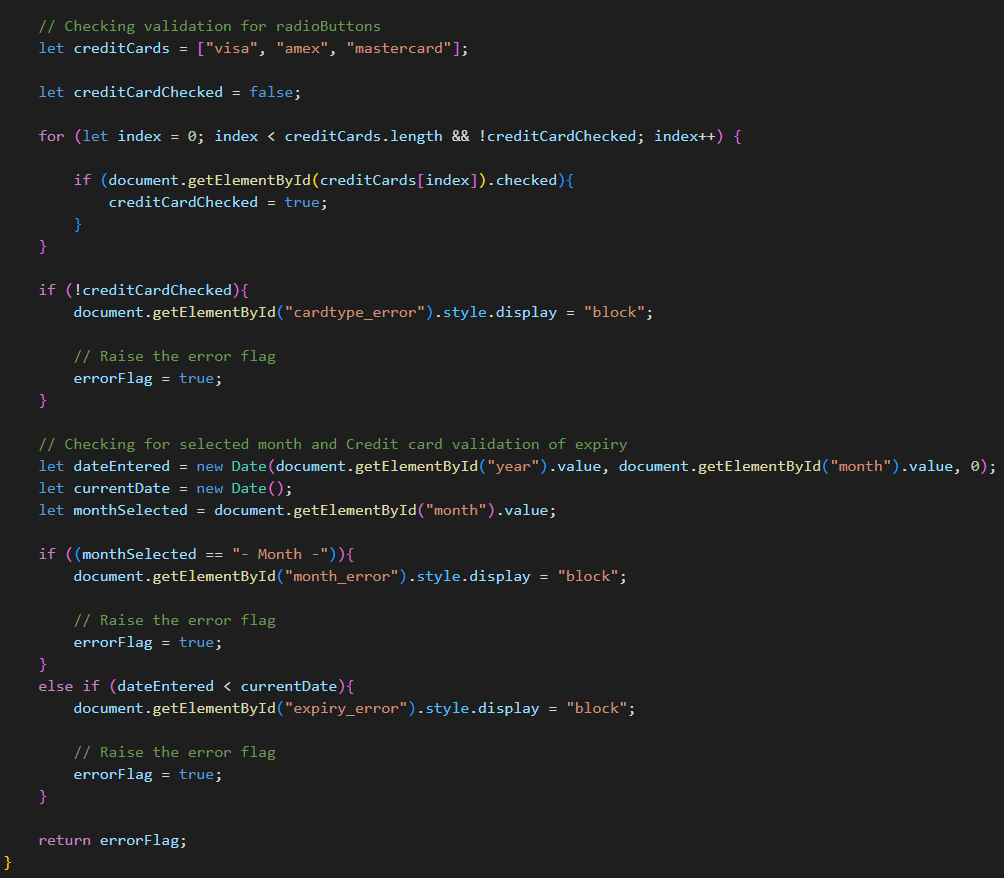 // Checking validation for radioButtons
let creditCards = ["visa", "amex", "mastercard"];
let creditCardChecked = false;
for (let index = 0; index < creditCards.length && !creditCardChecked; index++) {
if (document.getElementById(creditCards[index]).checked){
creditCardChecked = true;
}
}
if (!creditCardChecked){
document.getElementById("cardtype_error").style.display = "block";
// Raise the error flag
errorFlag = true;
}
// Checking for selected month and Credit card validation of expiry
let dateEntered = new Date(document.getElementById("year").value, document.getElementById("month").value, 0);
let currentDate = new Date();
let monthSelected = document.getElementById("month").value;
if ((monthSelected == "- Month -")){
document.getElementById("month_error").style.display = "block";
// Raise the error flag
errorFlag = true;
}
else if (dateEntered < currentDate){
document.getElementById("expiry_error").style.display = "block";
// Raise the error flag
errorFlag = true;
}
return errorFlag;
}